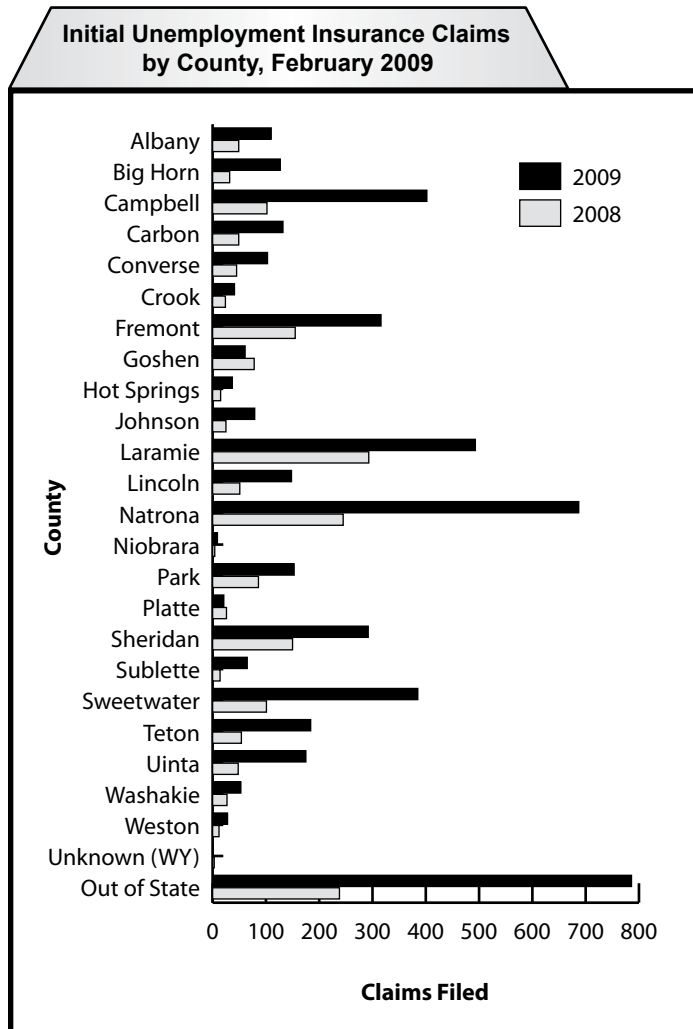 Initial Unemployment Insurance Claims
by County, February 2009
2009
2008
County
Albany
Big Horn
Campbell
Carbon
Converse
Crook
Fremont
Goshen
Hot Springs
Johnson
Laramie
Lincoln
Natrona
Niobrara
Park
Platte
Sheridan
Sublette
Sweetwater
Teton
Uinta
Washakie
Weston
Unknown (WY)
Out of State
0 100 200 300 400 500 600 700 800
Claims Filed